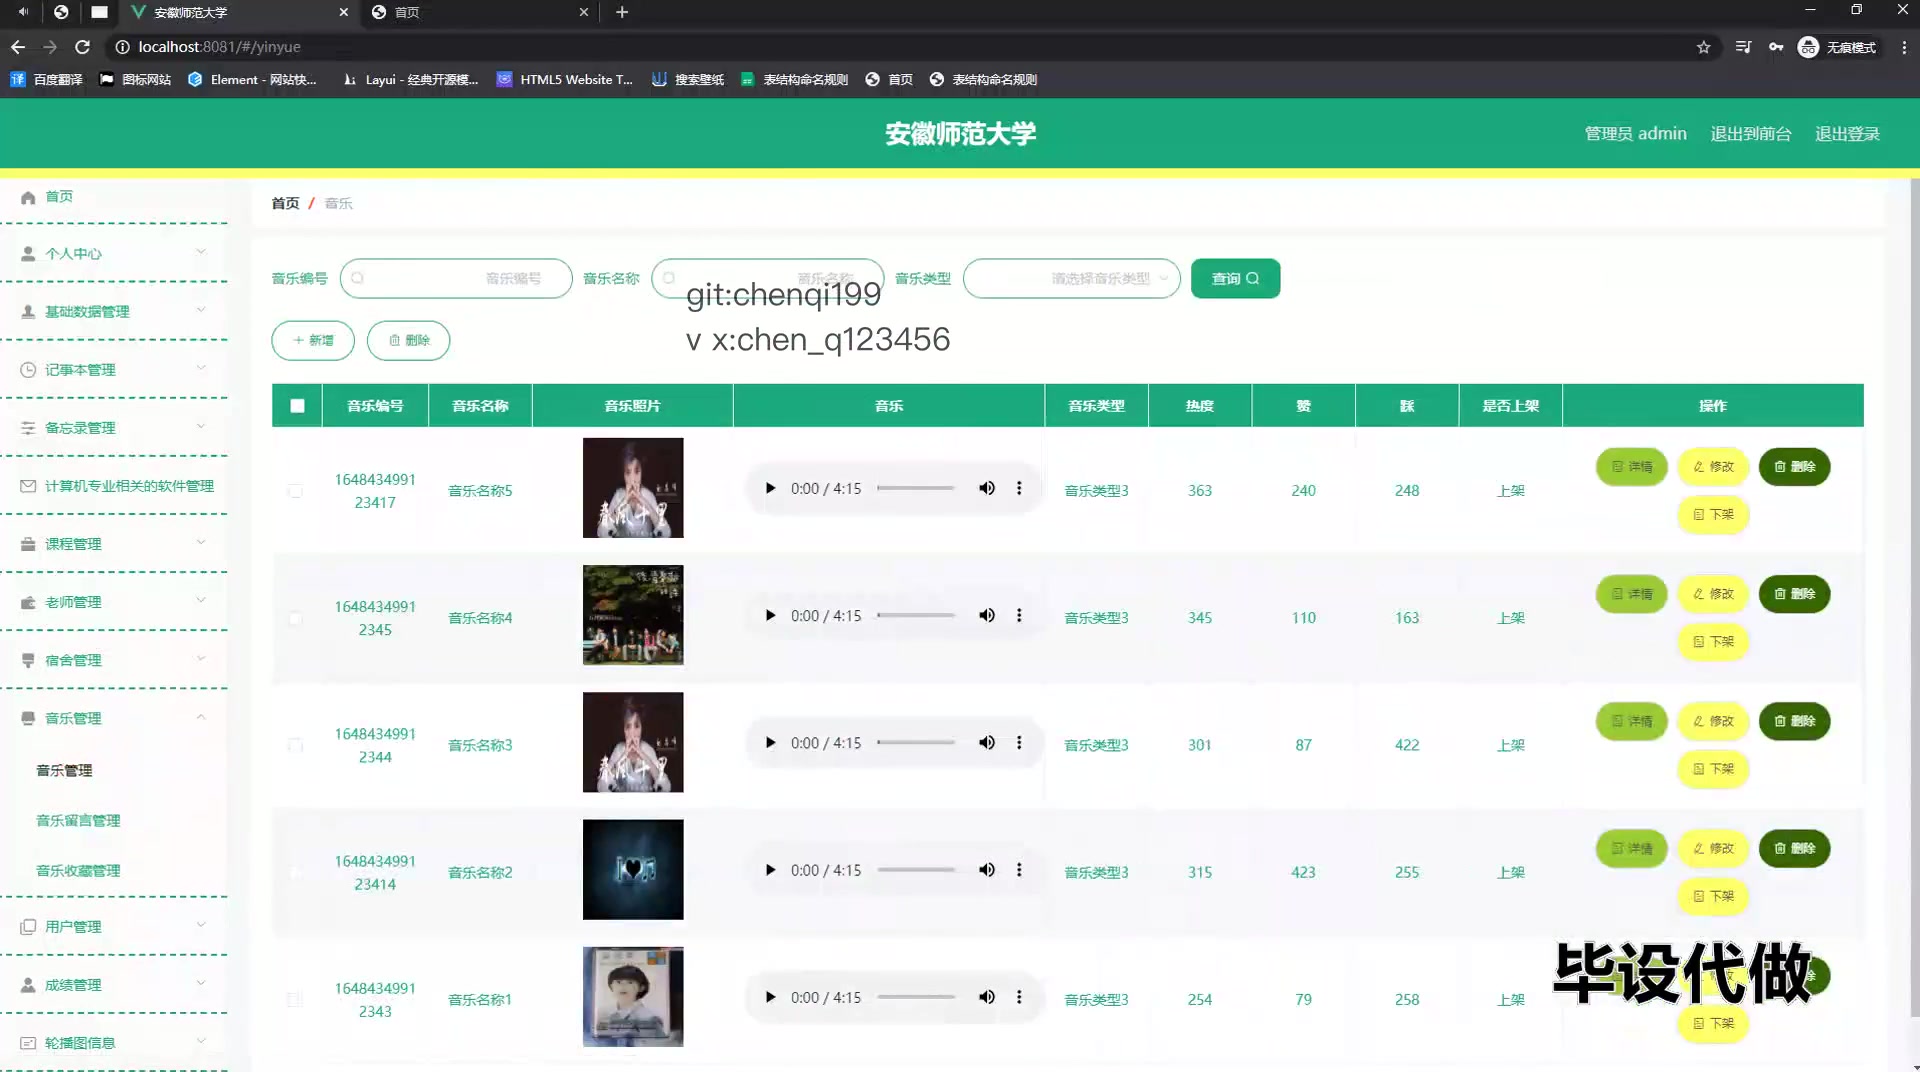 安徽师范大学
首页
localhost:8081/#/yinyue
无痕模式
百度翻译
图标网站
Element - 网站快...
Layui - 经典开源模...
HTML5 Website T...
搜索壁纸
表结构命名规则
首页
表结构命名规则
安徽师范大学
管理员 admin
退出到前台
退出登录
首页
个人中心
基础数据管理
记事本管理
备忘录管理
计算机专业相关的软件管理
课程管理
老师管理
宿舍管理
音乐管理
音乐管理
音乐留言管理
音乐收藏管理
用户管理
成绩管理
轮播图信息
首页 / 音乐
音乐编号 音乐编号 音乐名称 音乐名称 音乐类型 请选择音乐类型 查询
git:chenqi199
v x:chen_q123456
新增 删除
音乐编号 音乐名称 音乐照片 音乐 音乐类型 热度 赞 踩 是否上架 操作
1648434991
23417
音乐名称5
春风十里
0:00 / 4:15
音乐类型3 363 240 248 上架
详情 修改 删除
下架
1648434991
2345
音乐名称4
0:00 / 4:15
音乐类型3 345 110 163 上架
详情 修改 删除
下架
1648434991
2344
音乐名称3
春风十里
0:00 / 4:15
音乐类型3 301 87 422 上架
详情 修改 删除
下架
1648434991
23414
音乐名称2
0:00 / 4:15
音乐类型3 315 423 255 上架
详情 修改 删除
下架
1648434991
2343
音乐名称1
0:00 / 4:15
音乐类型3 254 79 258 上架
下架
毕设代做